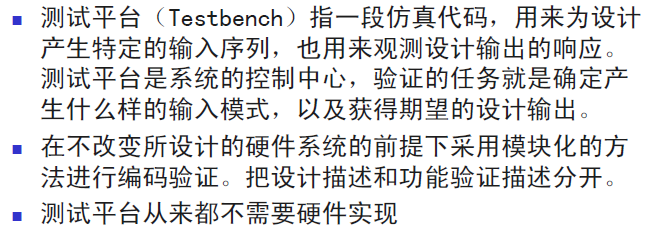 测试平台（Testbench）指一段仿真代码，用来为设计
产生特定的输入序列，也用来观测设计输出的响应。
测试平台是系统的控制中心，验证的任务就是确定产
生什么样的输入模式，以及获得期望的设计输出。
在不改变所设计的硬件系统的前提下采用模块化的方
法进行编码验证。把设计描述和功能验证描述分开。
测试平台从来都不需要硬件实现